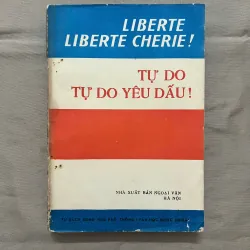 LIBERTE
LIBERTE CHERIE!
TỰ DO
TỰ DO YÊU DẤU!
NHÀ XUẤT BẢN NGOẠI VĂN
HÀ NỘI